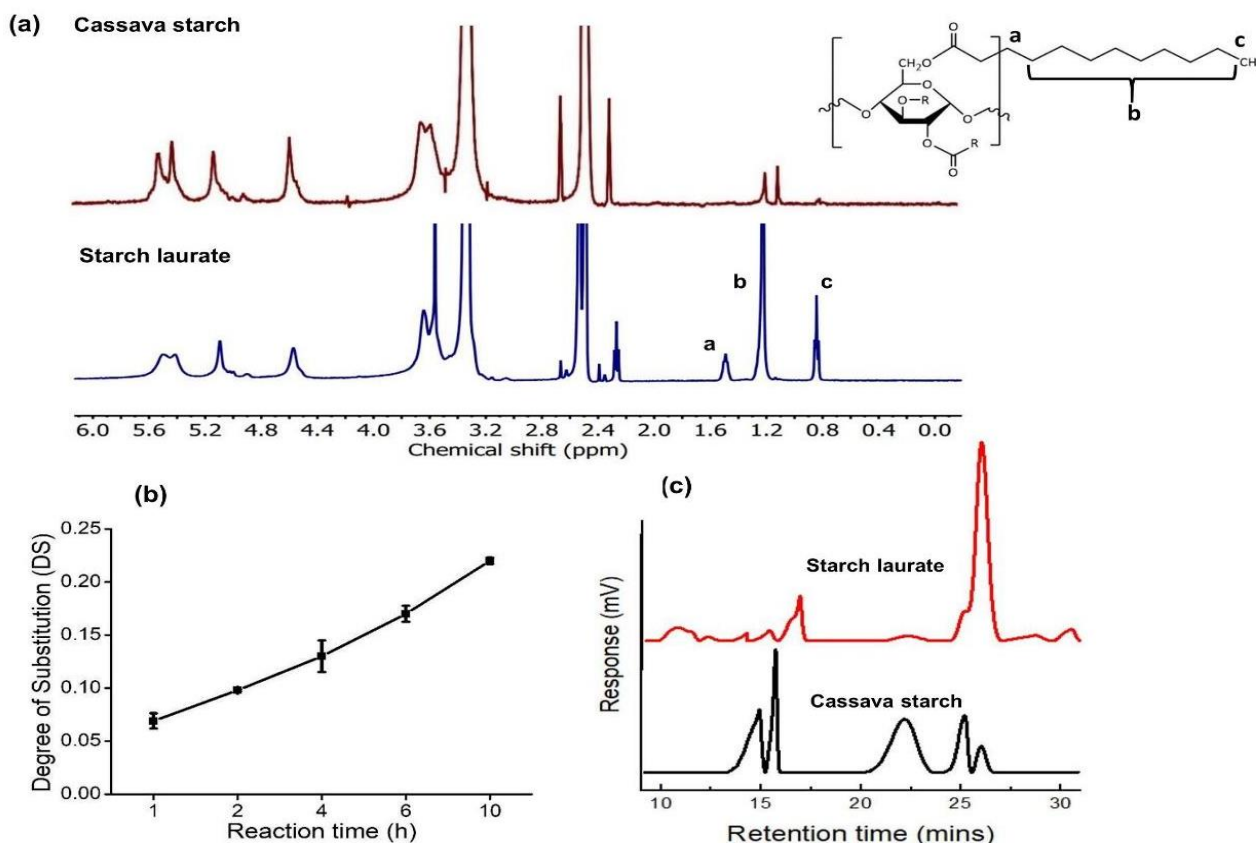 (a)
Cassava starch
a
c
O
CH₂O
CH
b
O—R
O
O
O
O
R
O
Starch laurate
b
c
a
6.0 5.6 5.2 4.8 4.4 4.0 3.6 3.2 2.8 2.4 2.0 1.6 1.2 0.8 0.4 0.0
Chemical shift (ppm)
(b)
Degree of Substitution (DS)
0.25
0.20
0.15
0.10
0.05
0.00
1 2 4 6 10
Reaction time (h)
(c)
Response (mV)
Starch laurate
Cassava starch
10 15 20 25 30
Retention time (mins)